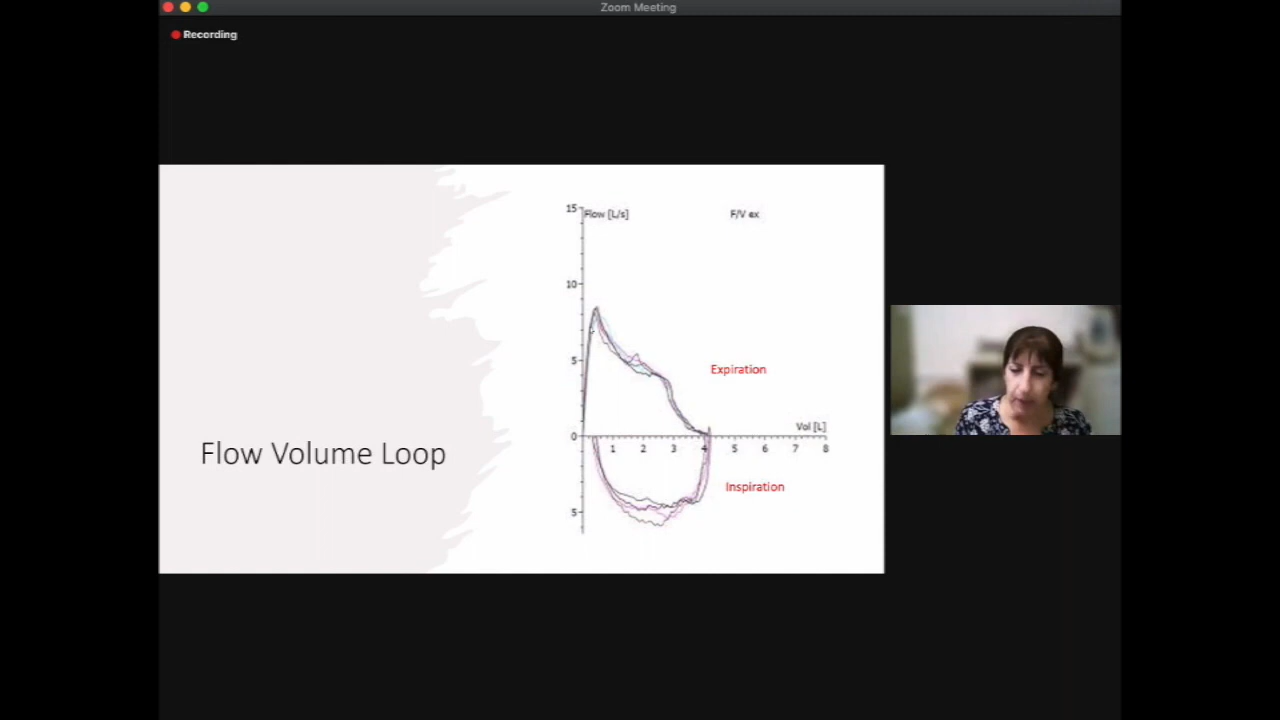 Zoom Meeting
Recording
15
Flow [L/s]
F/V ex
10
5
Expiration
Vol [L]
0
1 2 3 4 5 6 7 8
Flow Volume Loop
Inspiration
5